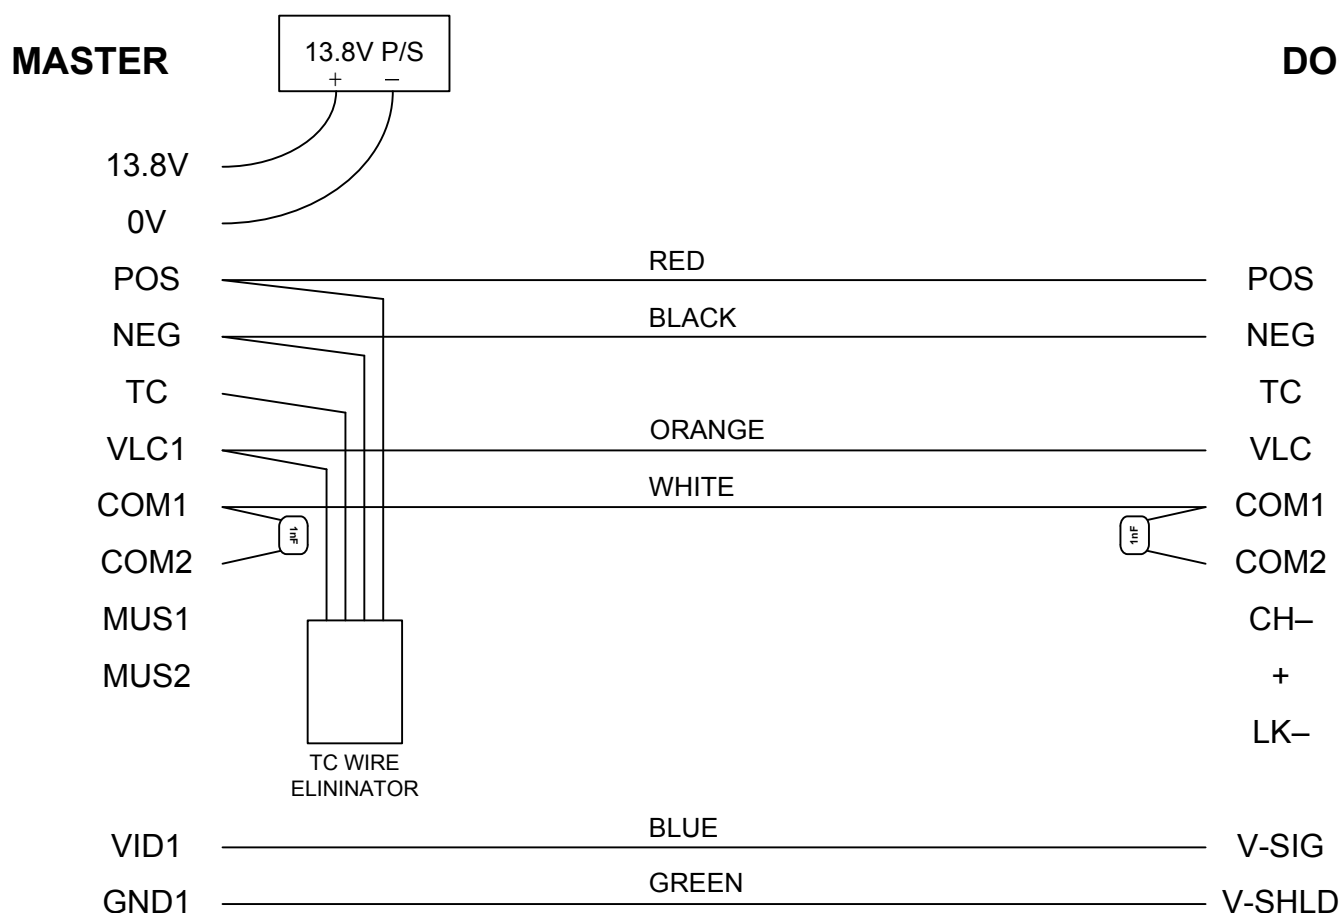 MASTER
13.8V P/S
+ –
DO
13.8V
0V
POS
RED
POS
NEG
BLACK
NEG
TC
TC
VLC1
ORANGE
VLC
COM1
WHITE
COM1
1nF
1nF
COM2
COM2
MUS1
CH–
MUS2
+
LK–
TC WIRE
ELININATOR
VID1
BLUE
V-SIG
GND1
GREEN
V-SHLD